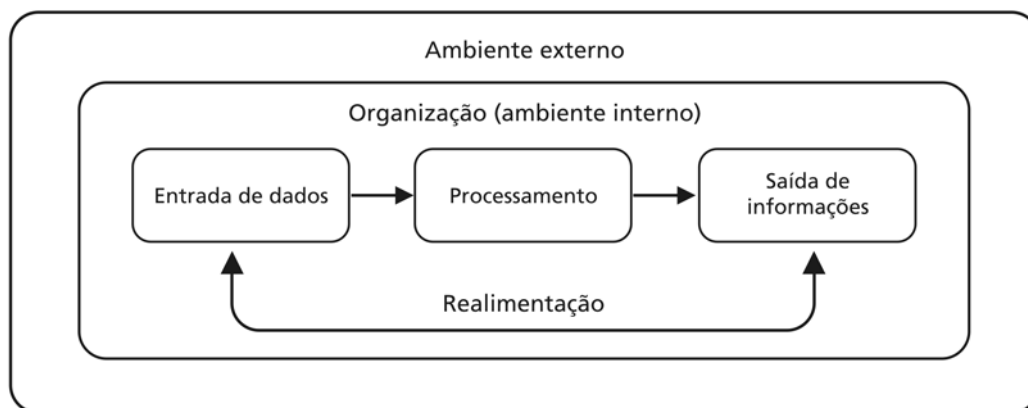 Ambiente externo
Organização (ambiente interno)
Entrada de dados
Processamento
Saída de
informações
Realimentação